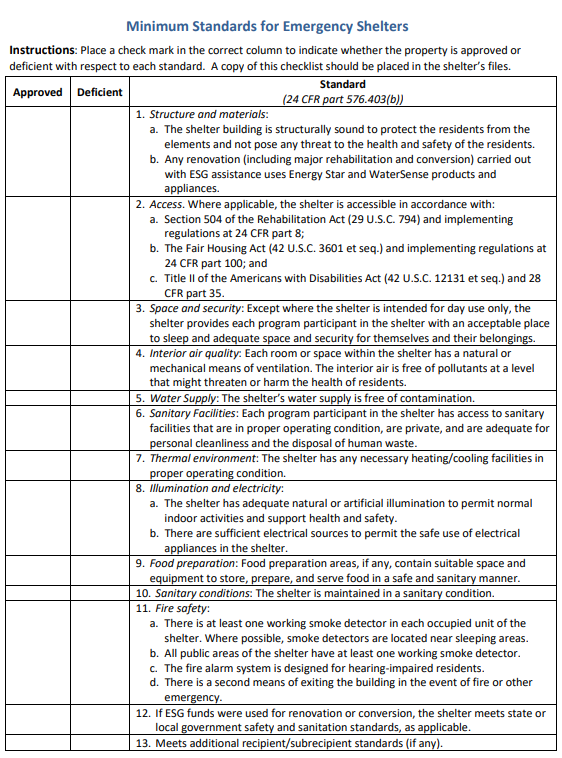 Minimum Standards for Emergency Shelters
Instructions: Place a check mark in the correct column to indicate whether the property is approved or
deficient with respect to each standard. A copy of this checklist should be placed in the shelter's files.
Approved Deficient Standard
(24 CFR part 576.403(b))
1. Structure and materials:
a. The shelter building is structurally sound to protect the residents from the
elements and not pose any threat to the health and safety of the residents.
b. Any renovation (including major rehabilitation and conversion) carried out
with ESG assistance uses Energy Star and WaterSense products and
appliances.
2. Access. Where applicable, the shelter is accessible in accordance with:
a. Section 504 of the Rehabilitation Act (29 U.S.C. 794) and implementing
regulations at 24 CFR part 8;
b. The Fair Housing Act (42 U.S.C. 3601 et seq.) and implementing regulations at
24 CFR part 100; and
c. Title II of the Americans with Disabilities Act (42 U.S.C. 12131 et seq.) and 28
CFR part 35.
3. Space and security: Except where the shelter is intended for day use only, the
shelter provides each program participant in the shelter with an acceptable place
to sleep and adequate space and security for themselves and their belongings.
4. Interior air quality: Each room or space within the shelter has a natural or
mechanical means of ventilation. The interior air is free of pollutants at a level
that might threaten or harm the health of residents.
5. Water Supply: The shelter's water supply is free of contamination.
6. Sanitary Facilities: Each program participant in the shelter has access to sanitary
facilities that are in proper operating condition, are private, and are adequate for
personal cleanliness and the disposal of human waste.
7. Thermal environment: The shelter has any necessary heating/cooling facilities in
proper operating condition.
8. Illumination and electricity:
a. The shelter has adequate natural or artificial illumination to permit normal
indoor activities and support health and safety.
b. There are sufficient electrical sources to permit the safe use of electrical
appliances in the shelter.
9. Food preparation: Food preparation areas, if any, contain suitable space and
equipment to store, prepare, and serve food in a safe and sanitary manner.
10. Sanitary conditions: The shelter is maintained in a sanitary condition.
11. Fire safety:
a. There is at least one working smoke detector in each occupied unit of the
shelter. Where possible, smoke detectors are located near sleeping areas.
b. All public areas of the shelter have at least one working smoke detector.
c. The fire alarm system is designed for hearing-impaired residents.
d. There is a second means of exiting the building in the event of fire or other
emergency.
12. If ESG funds were used for renovation or conversion, the shelter meets state or
local government safety and sanitation standards, as applicable.
13. Meets additional recipient/subrecipient standards (if any).